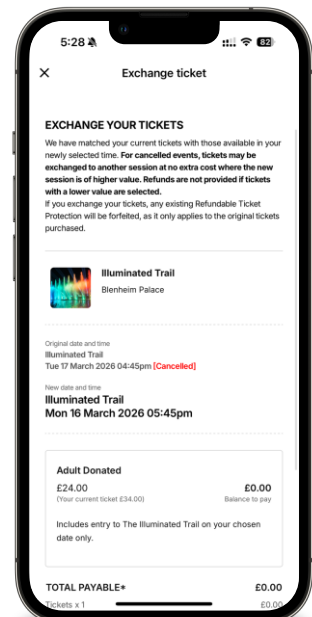 5:28
82
Exchange ticket
EXCHANGE YOUR TICKETS
We have matched your current tickets with those available in your
newly selected time. For cancelled events, tickets may be
exchanged to another session at no extra cost where the new
session is of higher value. Refunds are not provided if tickets
with a lower value are selected.
If you exchange your tickets, any existing Refundable Ticket
Protection will be forfeited, as it only applies to the original tickets
purchased.
Illuminated Trail
Blenheim Palace
Original date and time
Illuminated Trail
Tue 17 March 2026 04:45pm [Cancelled]
New date and time
Illuminated Trail
Mon 16 March 2026 05:45pm
Adult Donated
£24.00 £0.00
(Your current ticket £34.00) Balance to pay
Includes entry to The Illuminated Trail on your chosen
date only.
TOTAL PAYABLE* £0.00
Tickets x 1 £0.00